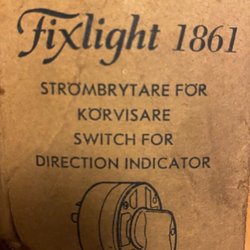 Fixlight 1861
STRÖMBRYTARE FÖR
KÖRVISARE
SWITCH FOR
DIRECTION INDICATOR